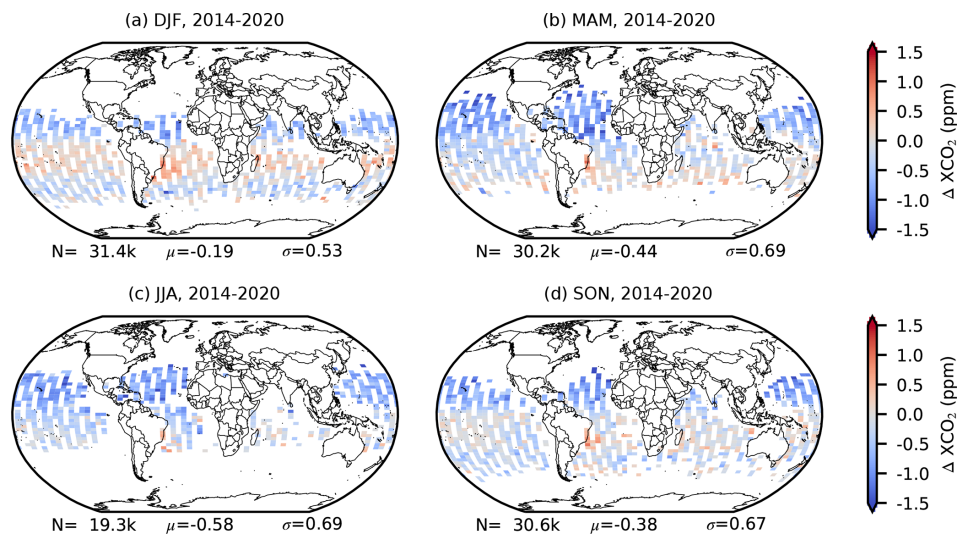 (a) DJF, 2014-2020
(b) MAM, 2014-2020
N= 31.4k μ=-0.19 σ=0.53
N= 30.2k μ=-0.44 σ=0.69
1.5
1.0
0.5
0.0
-0.5
-1.0
-1.5
Δ XCO₂ (ppm)
(c) JJA, 2014-2020
(d) SON, 2014-2020
N= 19.3k μ=-0.58 σ=0.69
N= 30.6k μ=-0.38 σ=0.67
1.5
1.0
0.5
0.0
-0.5
-1.0
-1.5
Δ XCO₂ (ppm)